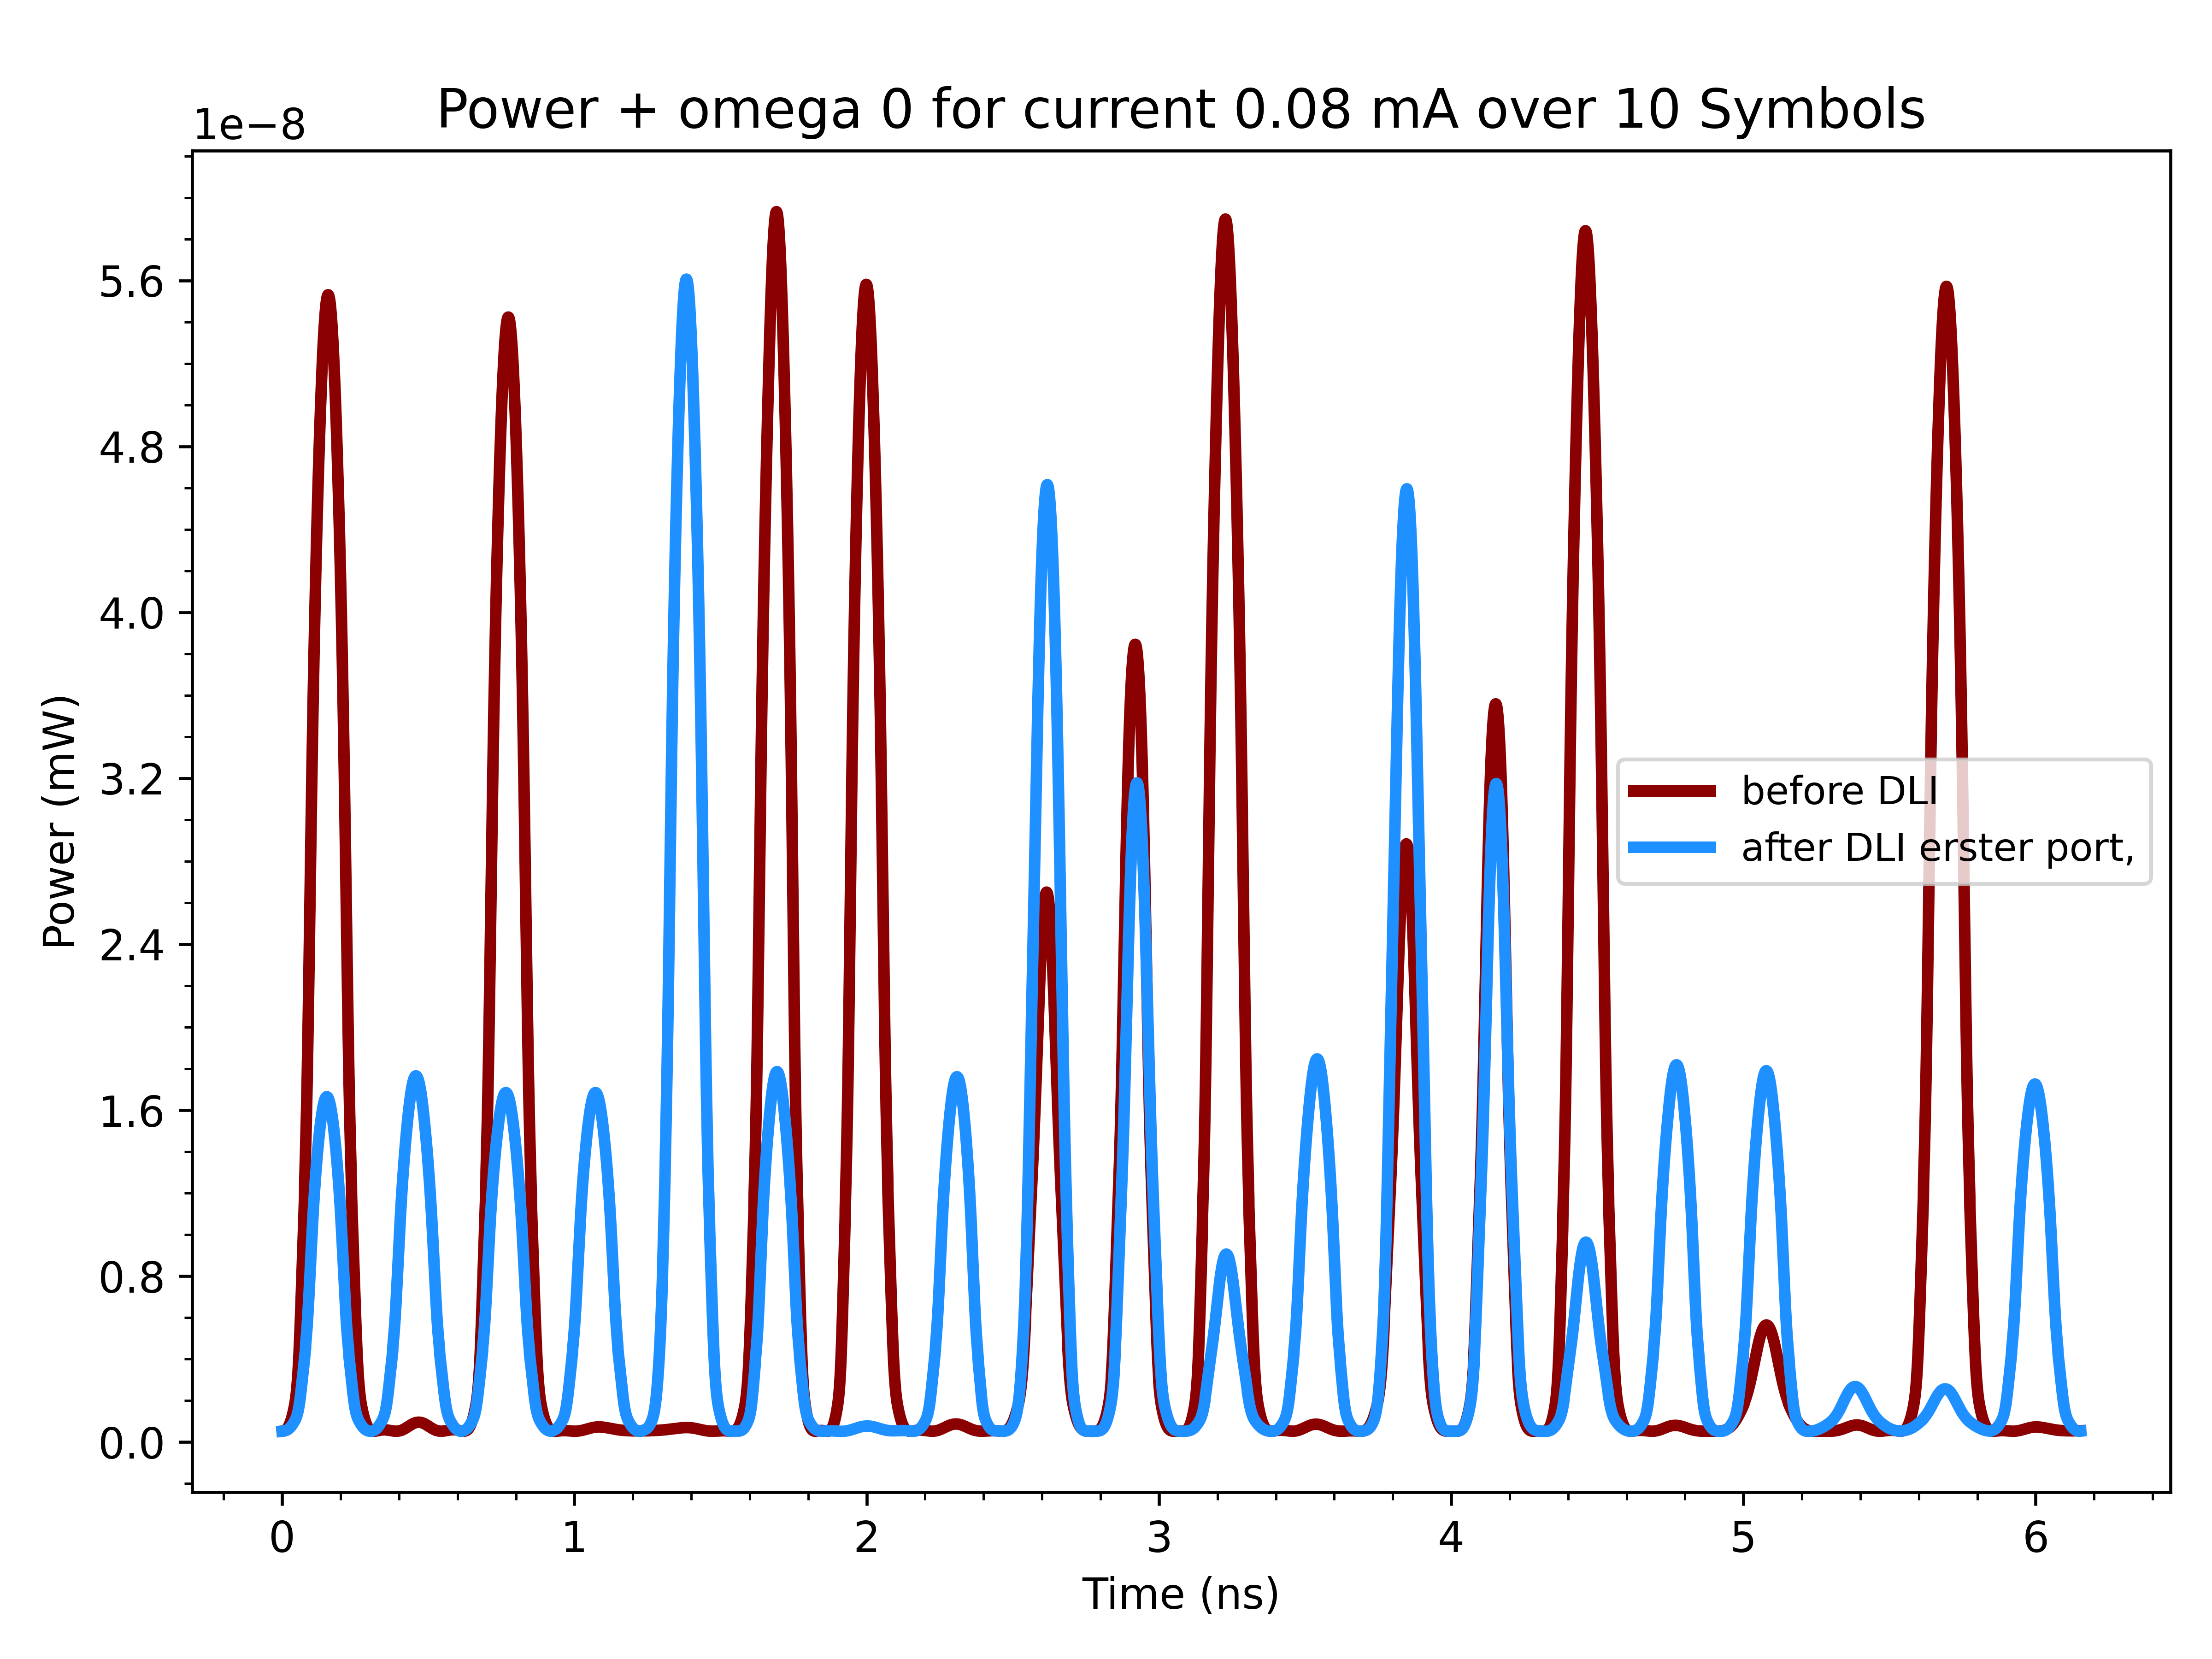 Power + omega 0 for current 0.08 mA over 10 Symbols
1e−8
5.6
4.8
4.0
3.2
2.4
1.6
0.8
0.0
Power (mW)
before DLI
after DLI erster port,
0 1 2 3 4 5 6
Time (ns)